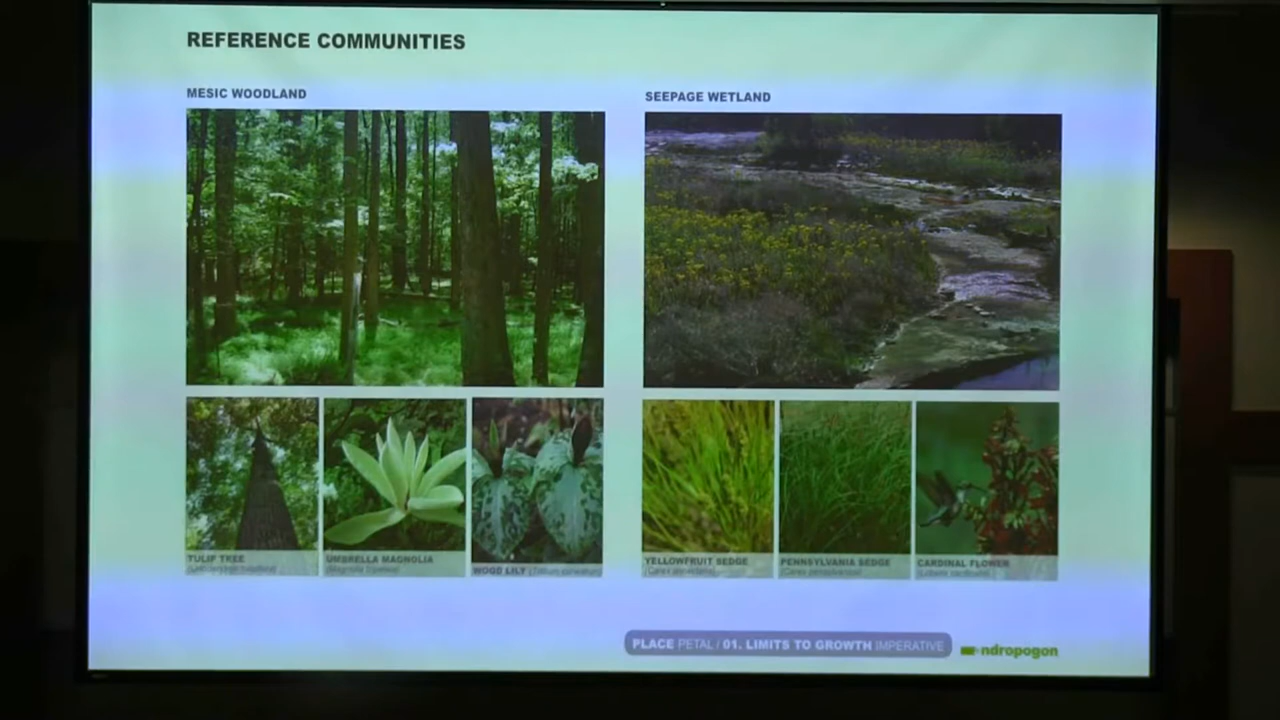 REFERENCE COMMUNITIES
MESIC WOODLAND
SEEPAGE WETLAND
TULIP TREE
UMBRELLA MAGNOLIA
WOOD LILY
YELLOWFRUIT SEDGE
PENNSYLVANIA SEDGE
CARDINAL FLOWER
PLACE PETAL / 01. LIMITS TO GROWTH IMPERATIVE
ndropogon